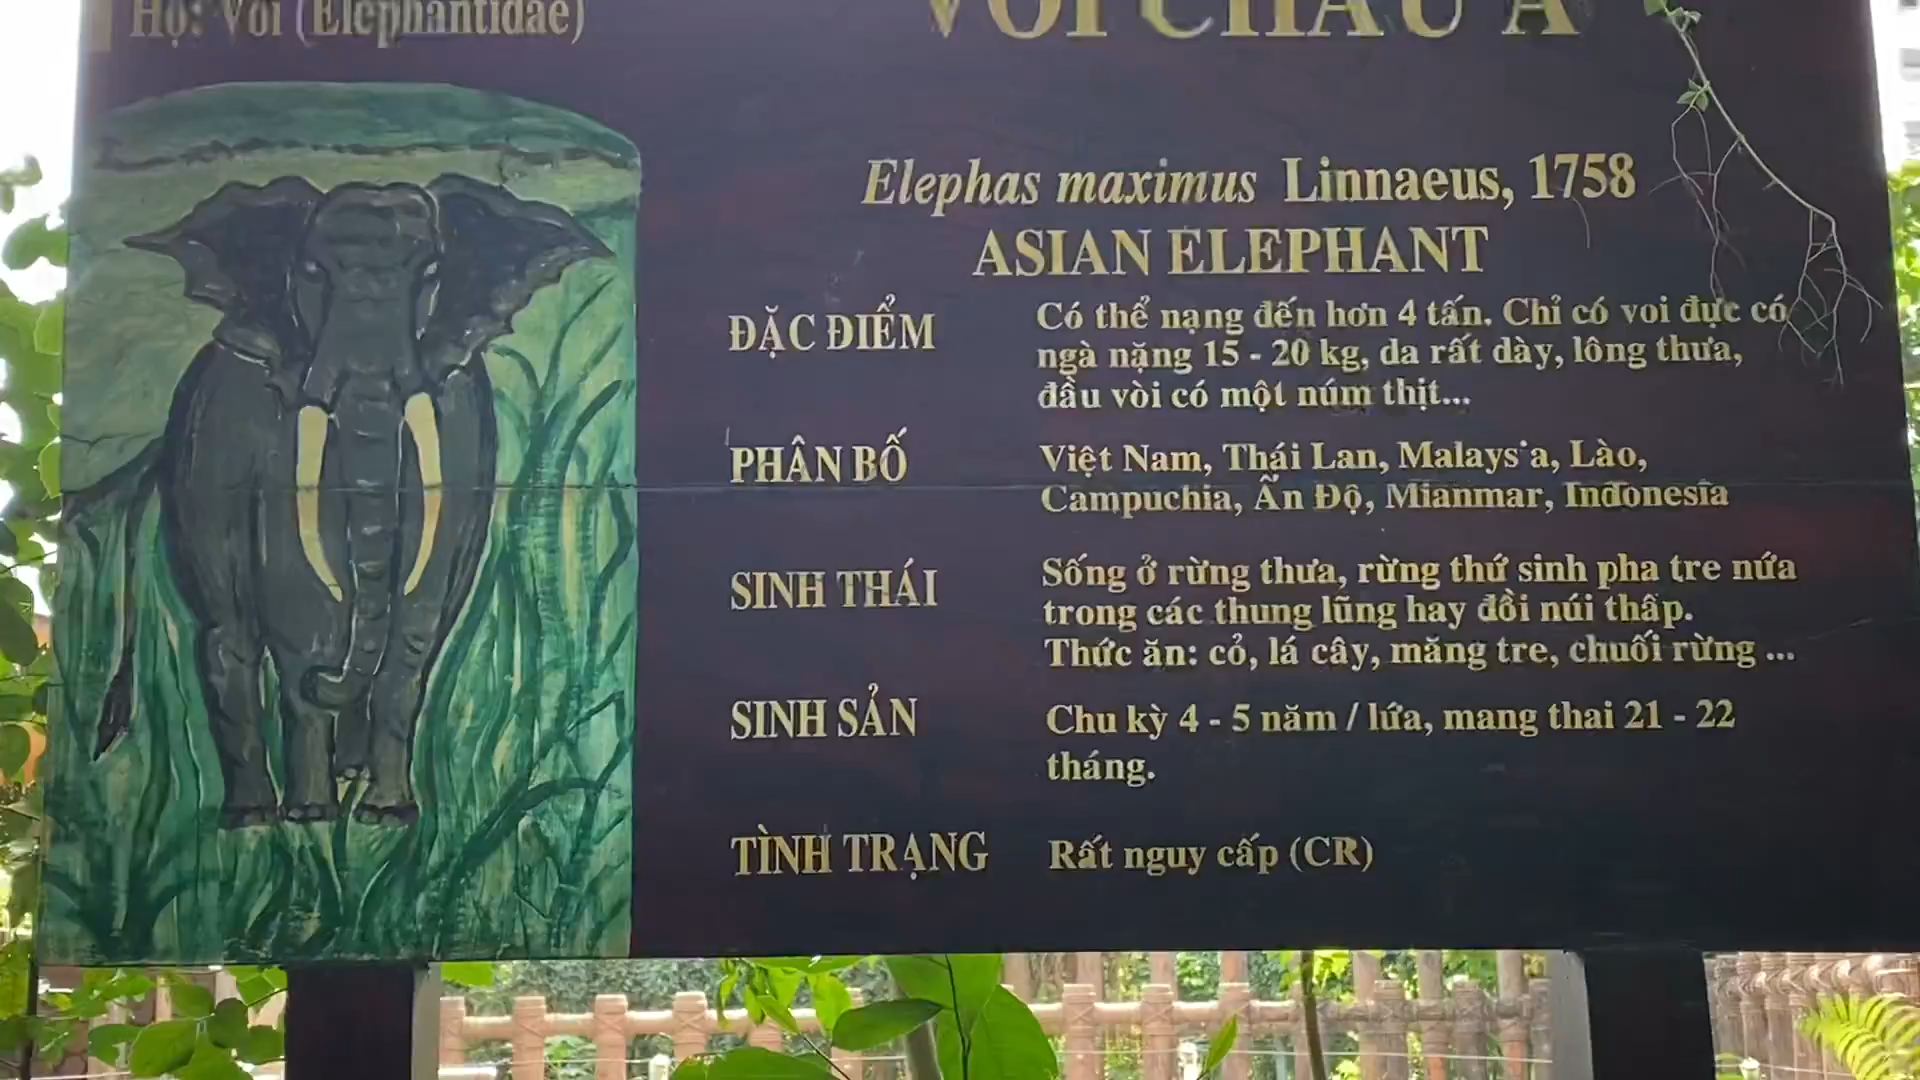 Họ: Voi (Elephantidae)
VOI CHÂU Á
Elephas maximus Linnaeus, 1758
ASIAN ELEPHANT
ĐẶC ĐIỂM
Có thể nạng đến hơn 4 tấn. Chỉ có voi đực có
ngà nặng 15 - 20 kg, da rất dày, lông thưa,
đầu vòi có một núm thịt...
PHÂN BỐ
Việt Nam, Thái Lan, Malaysia, Lào,
Campuchia, Ấn Độ, Mianmar, Indonesia
SINH THÁI
Sống ở rừng thưa, rừng thứ sinh pha tre nứa
trong các thung lũng hay đồi núi thấp.
Thức ăn: cỏ, lá cây, măng tre, chuối rừng ...
SINH SẢN
Chu kỳ 4 - 5 năm / lứa, mang thai 21 - 22
tháng.
TÌNH TRẠNG
Rất nguy cấp (CR)